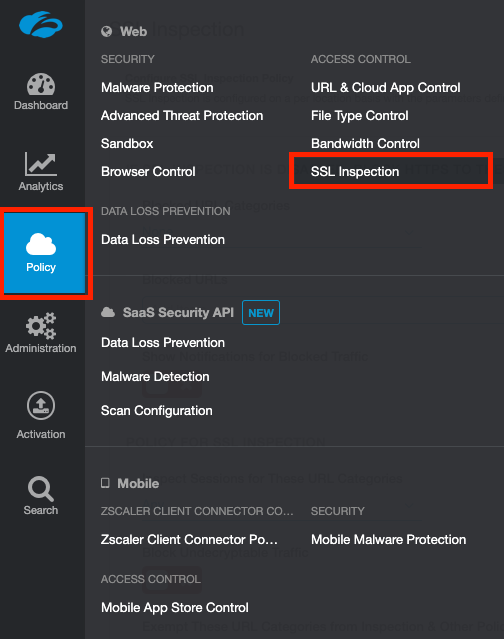 Dashboard
Analytics
Policy
Administration
Activation
Search
Web
SECURITY
Malware Protection
Advanced Threat Protection
Sandbox
Browser Control
ACCESS CONTROL
URL & Cloud App Control
File Type Control
Bandwidth Control
SSL Inspection
DATA LOSS PREVENTION
Data Loss Prevention
SaaS Security API NEW
Data Loss Prevention
Malware Detection
Scan Configuration
Mobile
ZSCALER CLIENT CONNECTOR CO...
Zscaler Client Connector Po...
SECURITY
Mobile Malware Protection
ACCESS CONTROL
Mobile App Store Control